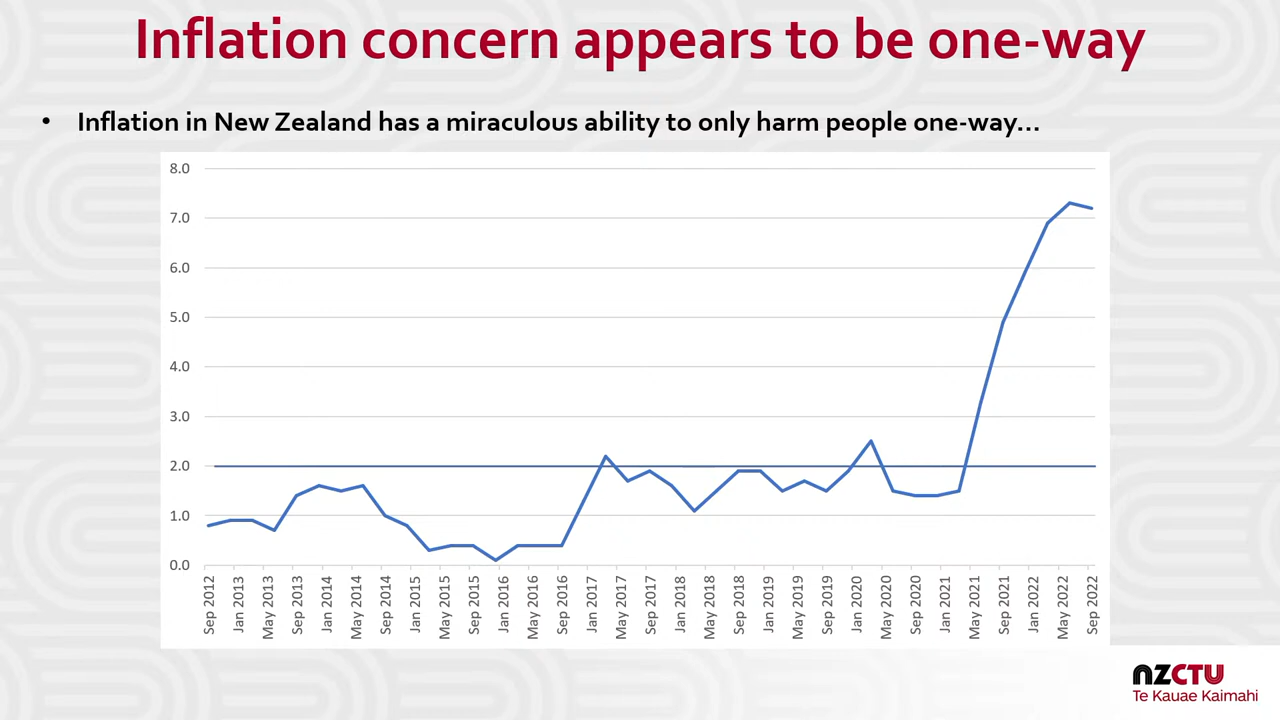 Inflation concern appears to be one-way
• Inflation in New Zealand has a miraculous ability to only harm people one-way...
8.0
7.0
6.0
5.0
4.0
3.0
2.0
1.0
0.0
Sep 2012
Jan 2013
May 2013
Sep 2013
Jan 2014
May 2014
Sep 2014
Jan 2015
May 2015
Sep 2015
Jan 2016
May 2016
Sep 2016
Jan 2017
May 2017
Sep 2017
Jan 2018
May 2018
Sep 2018
Jan 2019
May 2019
Sep 2019
Jan 2020
May 2020
Sep 2020
Jan 2021
May 2021
Sep 2021
Jan 2022
May 2022
Sep 2022
NZCTU
Te Kauae Kaimahi